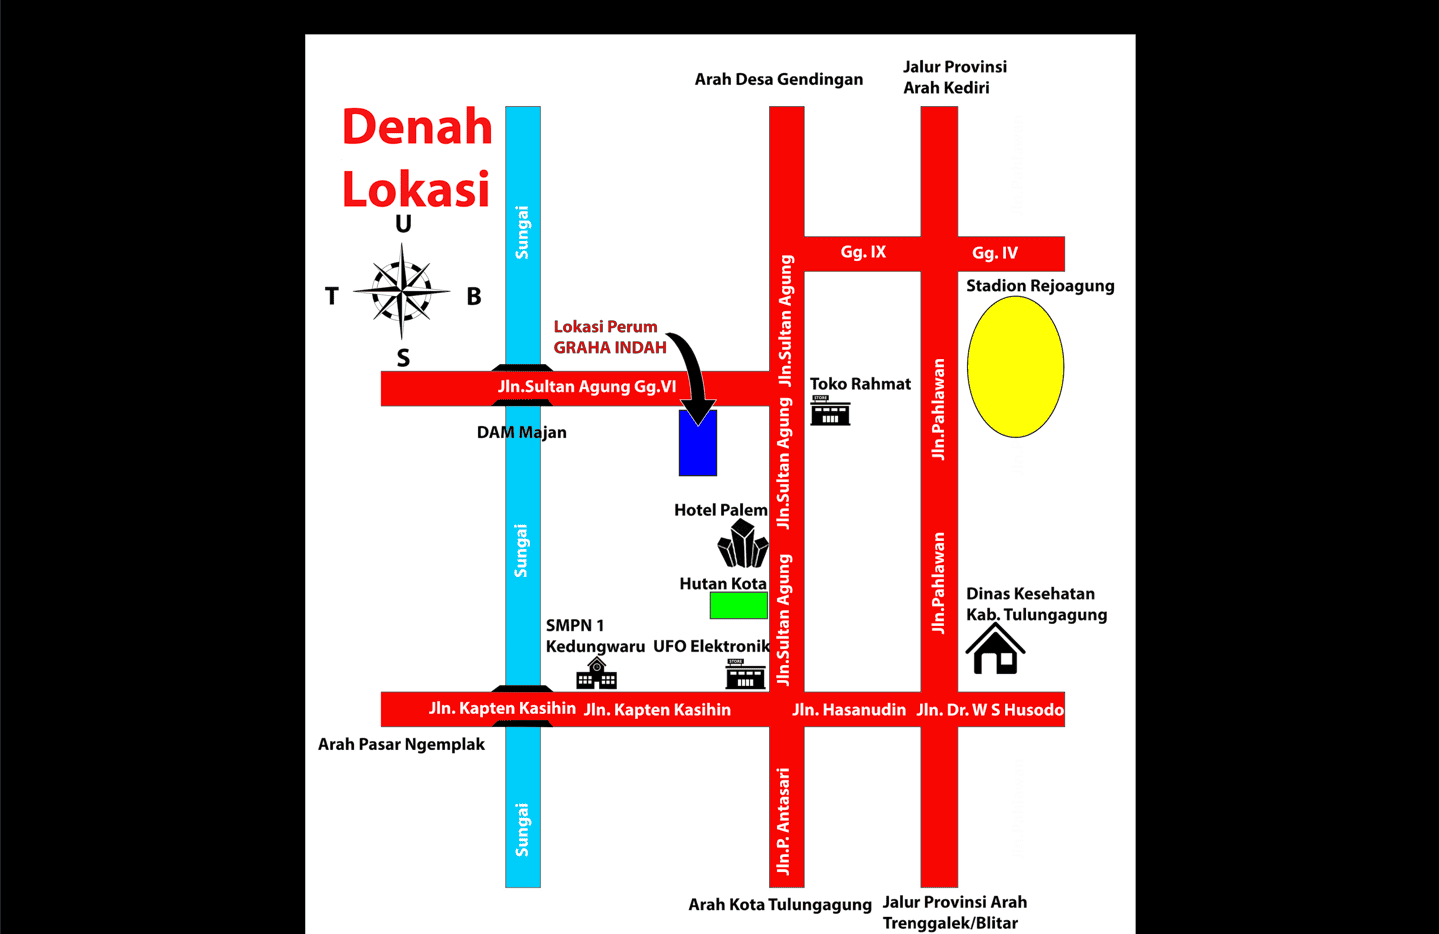 Arah Desa Gendingan
Jalur Provinsi
Arah Kediri
Denah
Lokasi
U
T
B
S
Sungai
Jln.Sultan Agung
Gg. IX
Gg. IV
Stadion Rejoagung
Lokasi Perum
GRAHA INDAH
Jln.Sultan Agung Gg.VI
Toko Rahmat
STORE
DAM Majan
Jln.Sultan Agung
Jln.Pahlawan
Hotel Palem
Sungai
Hutan Kota
Jln.Sultan Agung
Jln.Pahlawan
Dinas Kesehatan
Kab. Tulungagung
SMPN 1
Kedungwaru
UFO Elektronik
STORE
Jln. Kapten Kasihin
Jln. Kapten Kasihin
Jln. Hasanudin
Jln. Dr. W S Husodo
Arah Pasar Ngemplak
Sungai
Jln.P. Antasari
Arah Kota Tulungagung
Jalur Provinsi Arah
Trenggalek/Blitar